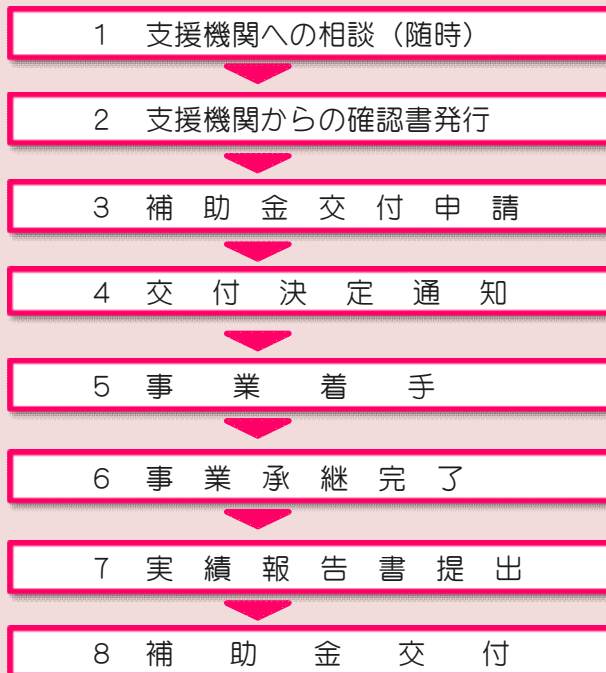 1 支援機関への相談（随時）
2 支援機関からの確認書発行
3 補助金交付申請
4 交付決定通知
5 事業着手
6 事業承継完了
7 実績報告書提出
8 補助金交付